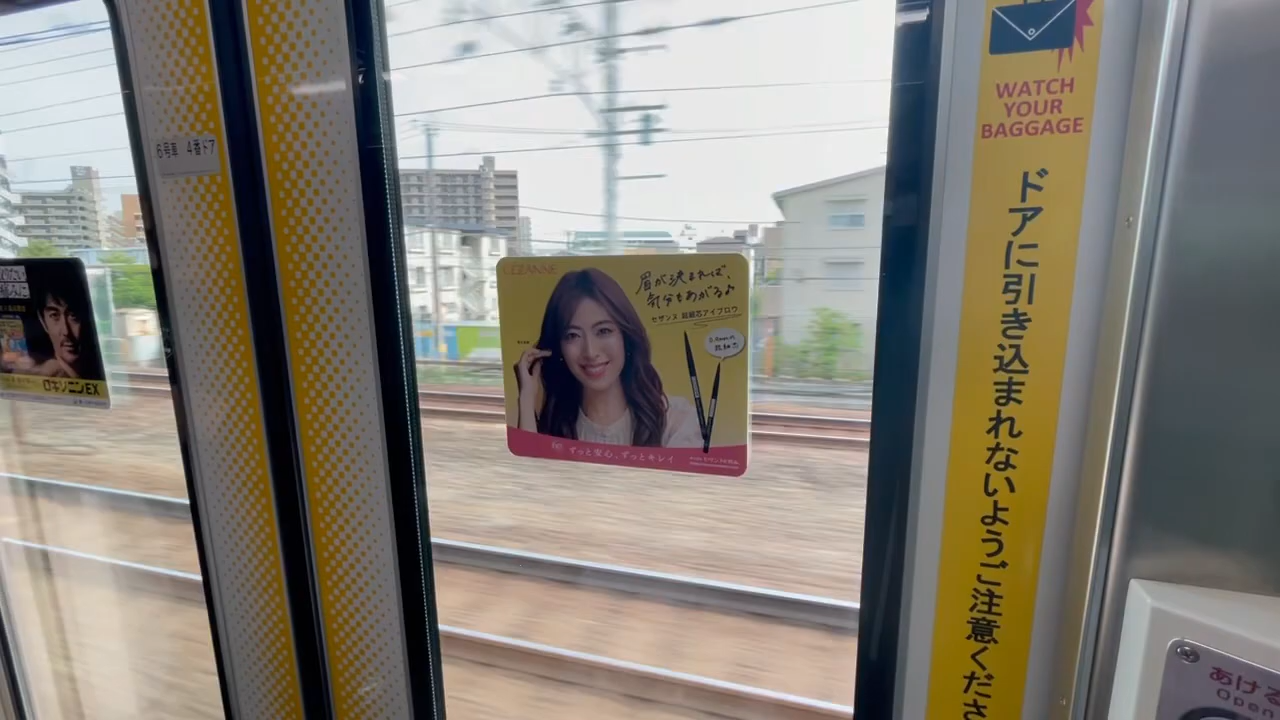 6号車 4番ドア
ロキソニンEX
CEZANNE
眉が決まれば、
気分もあがる♪
セザンヌ 超細芯アイブロウ
ずっと安心、ずっとキレイ
WATCH
YOUR
BAGGAGE
ドアに引き込まれないようご注意くださ
あける
Open